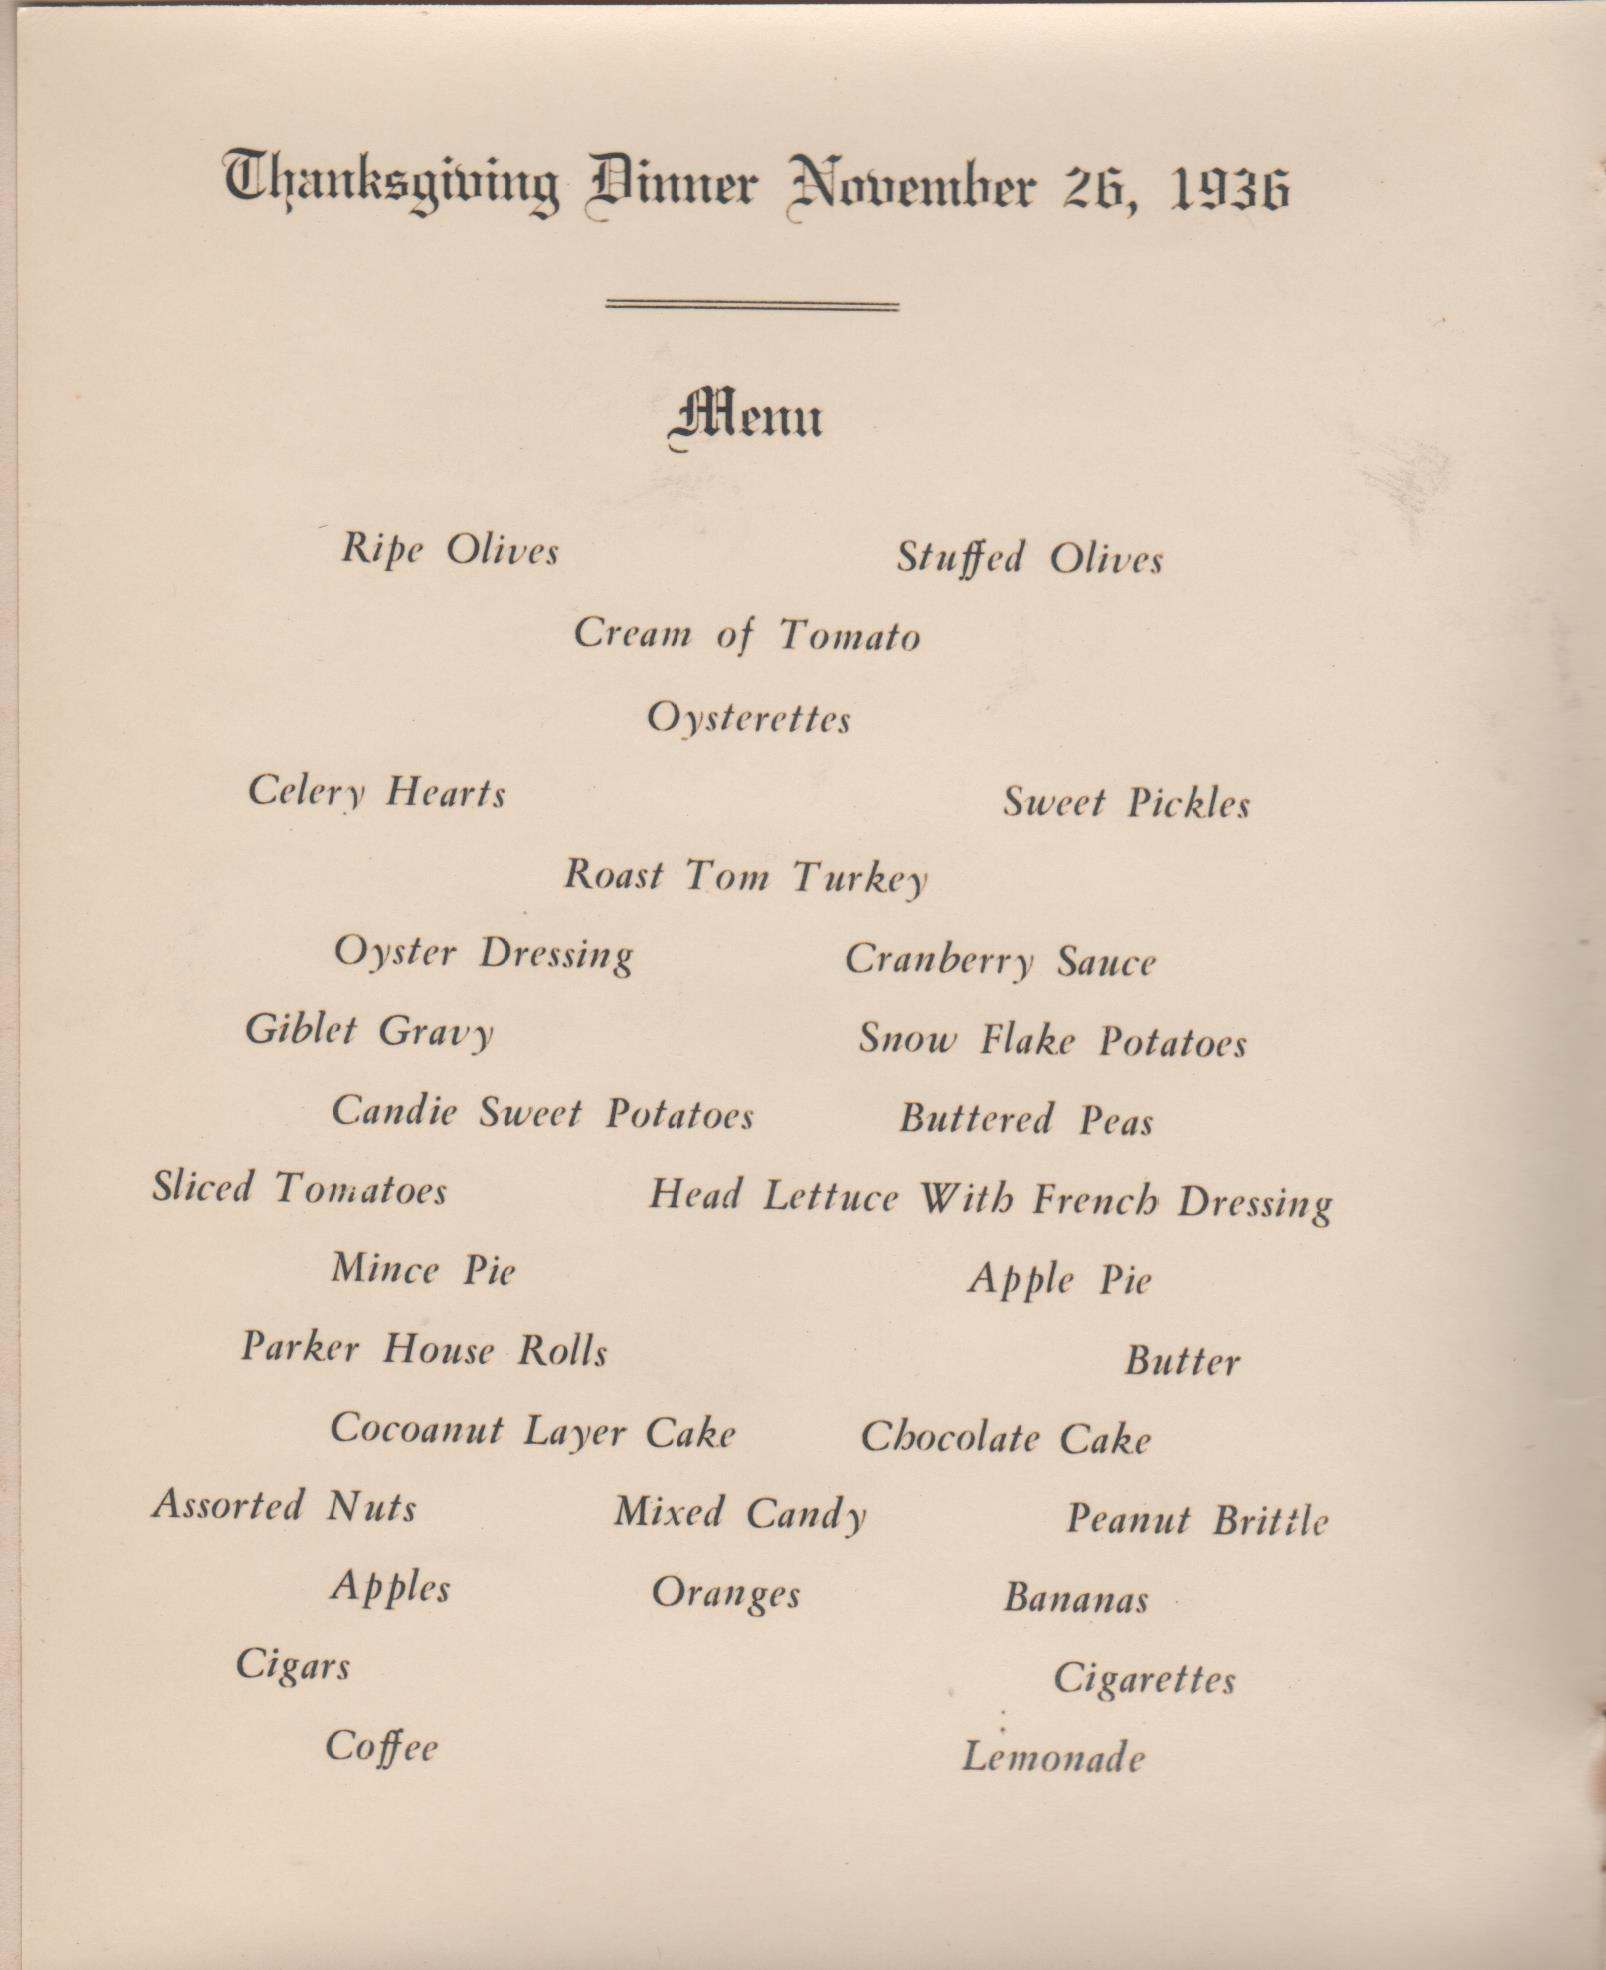 Thanksgiving Dinner November 26, 1936
Menu
Ripe Olives Stuffed Olives
Cream of Tomato
Oysterettes
Celery Hearts Sweet Pickles
Roast Tom Turkey
Oyster Dressing Cranberry Sauce
Giblet Gravy Snow Flake Potatoes
Candie Sweet Potatoes Buttered Peas
Sliced Tomatoes Head Lettuce With French Dressing
Mince Pie Apple Pie
Parker House Rolls Butter
Cocoanut Layer Cake Chocolate Cake
Assorted Nuts Mixed Candy Peanut Brittle
Apples Oranges Bananas
Cigars Cigarettes
Coffee Lemonade